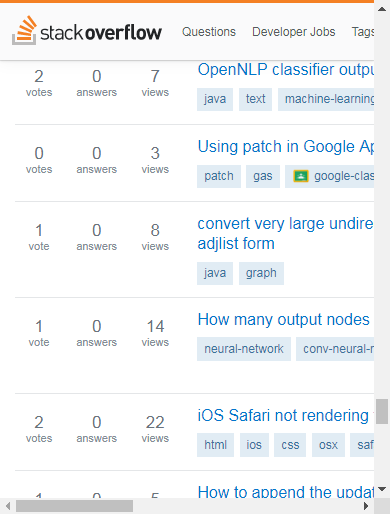 stackoverflow Questions Developer Jobs Tags
2 0 7 OpenNLP classifier outpu
votes answers views
java text machine-learning
0 0 3 Using patch in Google Ap
votes answers views patch gas google-clas
1 0 8 convert very large undire
vote answers views adjlist form
java graph
1 0 14 How many output nodes
vote answers views neural-network conv-neural-n
2 0 22 iOS Safari not rendering
votes answers views html ios css osx saf
1 0 5 How to append the updat